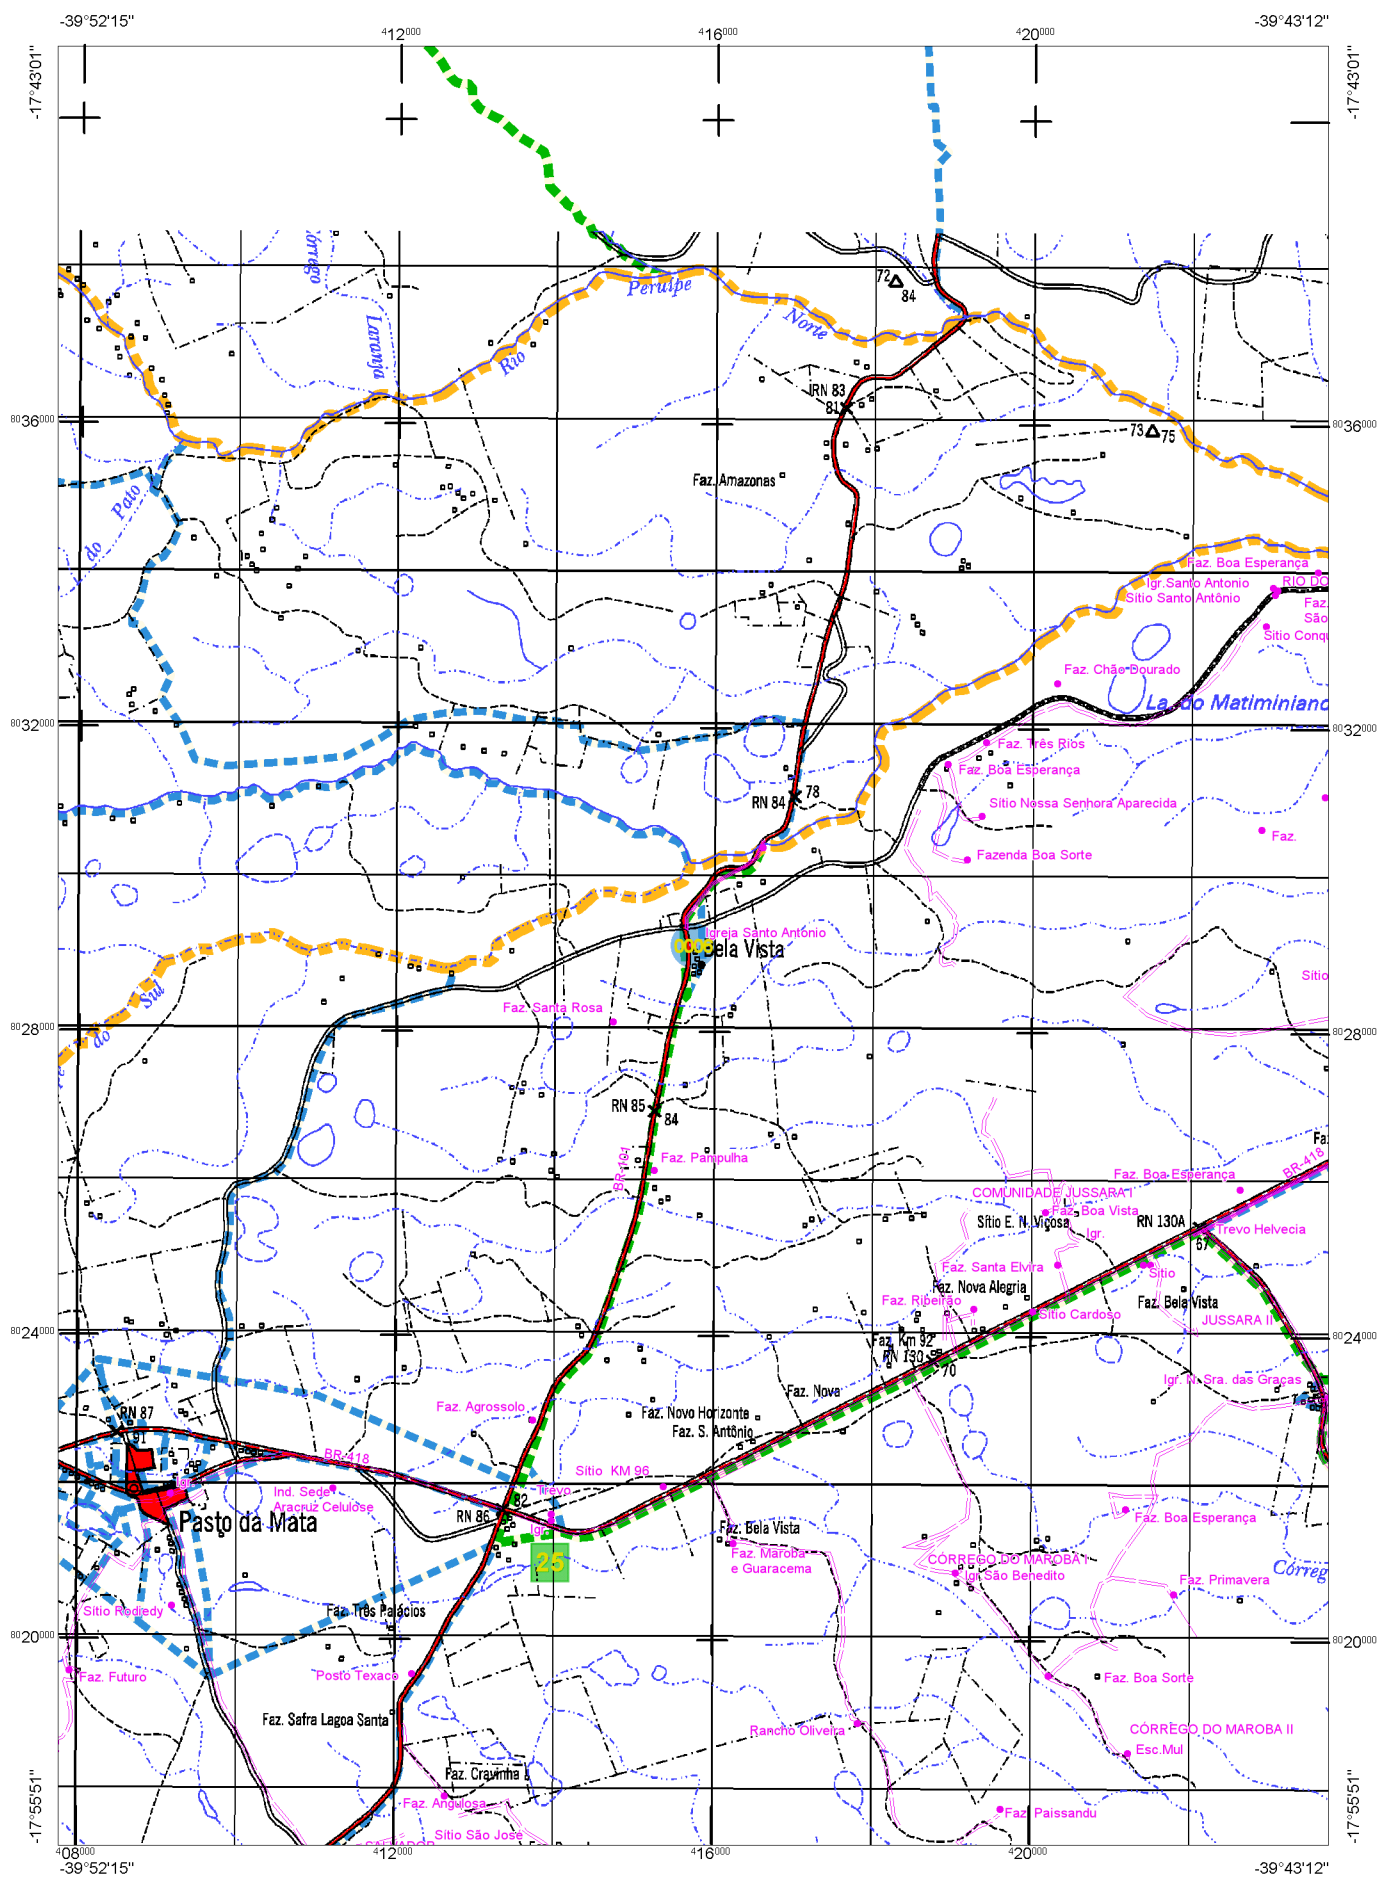 -39°52'15"
-39°43'12"
412000
416000
420000
-17°43'01"
-17°43'01"
Córrego
Laranja
Peruipe
Norte
Rio
72
84
RN 83
81
8036000
8036000
73
75
Faz. Amazonas
Pato
do
Faz. Boa Esperança
Igr.Santo Antonio
RIO DO
Sítio Santo Antônio
Faz.
São
Sítio Conqu
Faz. Chão Dourado
La. do Matiminiano
8032000
8032000
Faz. Três Rios
Faz. Boa Esperança
RN 84
78
Sítio Nossa Senhora Aparecida
Faz.
Fazenda Boa Sorte
Igreja Santo Antonio
0006
Bela Vista
Sítio
Sul
do
Faz. Santa Rosa
8028000
8028000
RN 85
84
BR-101
Faz. Pampulha
Fa
BR-418
Faz. Boa Esperança
COMUNIDADE JUSSARA I
Faz. Boa Vista
Sítio E. N. Viçosa
RN 130A
Igr.
Trevo Helvecia
67
Faz. Santa Elvira
Sítio
Faz. Nova Alegria
Faz. Ribeirão
Faz. Bela Vista
Sítio Cardoso
JUSSARA II
8024000
8024000
Faz. Km 92
RN 130
70
Igr. N. Sra. das Graças
Faz. Nova
RN 87
91
Faz. Agrossolo
Faz. Novo Horizonte
Faz. S. Antônio
BR-418
Sítio KM 96
Igr.
Ind. Sede
Aracruz Celulose
Trevo
82
RN 86
Igr.
Pasto da Mata
Faz. Bela Vista
Faz. Boa Esperança
25
Faz. Maroba
e Guaracema
CÓRREGO DO MAROBA I
Igr São Benedito
Córreg
Faz. Primavera
Sítio Rodiedy
Faz. Três Palácios
8020000
8020000
Faz. Futuro
Posto Texaco
Faz. Boa Sorte
Faz. Safra Lagoa Santa
Rancho Oliveira
CÓRREGO DO MAROBA II
Esc.Mul
Faz. Cravinha
Faz. Angulosa
Faz. Paissandu
Sítio São José
SALVADOR
-17°55'51"
-17°55'51"
408000
412000
416000
420000
-39°52'15"
-39°43'12"